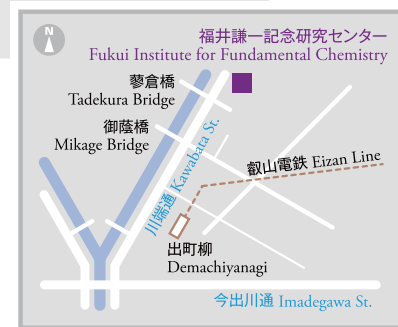 N
福井謙一記念研究センター
Fukui Institute for Fundamental Chemistry
蓼倉橋
Tadekura Bridge
御蔭橋
Mikage Bridge
川端通 Kawabata St.
叡山電鉄 Eizan Line
出町柳
Demachiyanagi
今出川通 Imadegawa St.